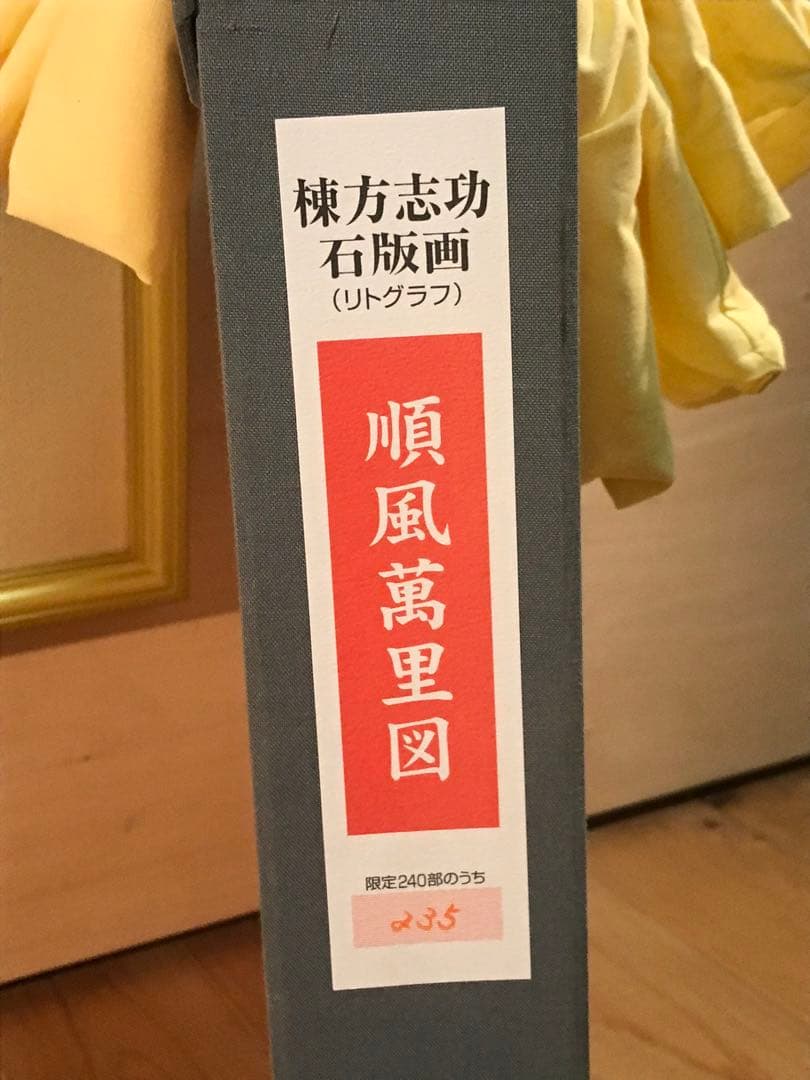 棟方志功
石版画
（リトグラフ）
順風萬里図
限定240部のうち
235